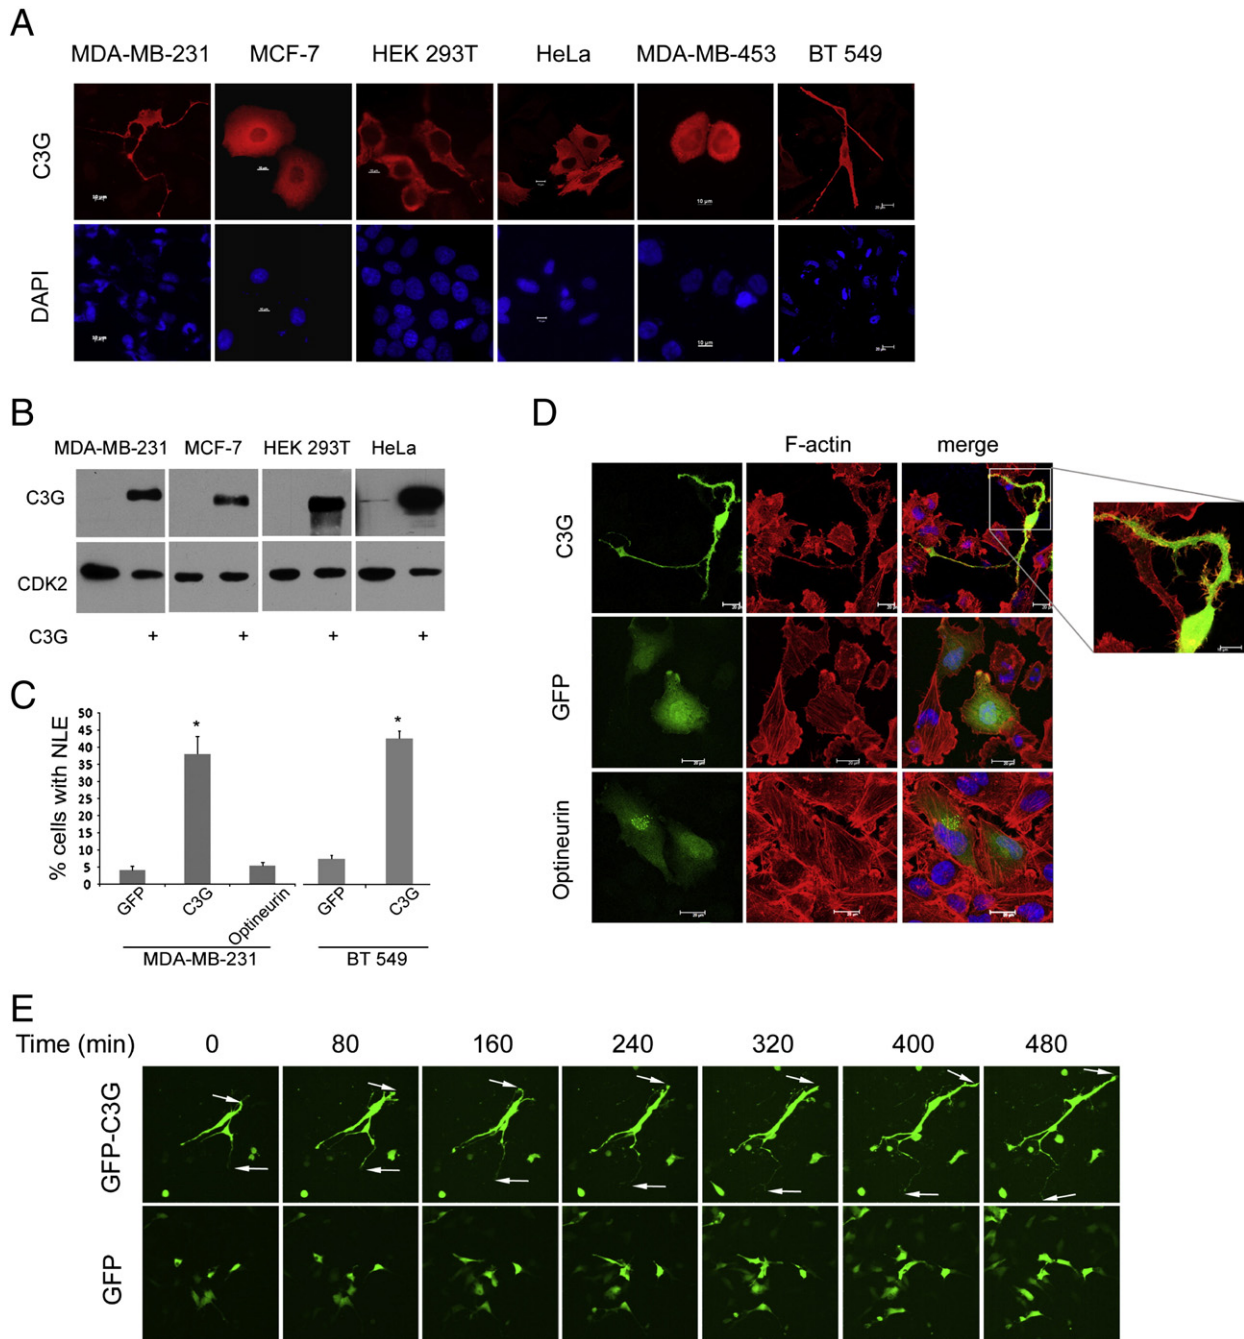 A
MDA-MB-231 MCF-7 HEK 293T HeLa MDA-MB-453 BT 549
C3G
10 µm
DAPI
10 µm
B
MDA-MB-231 MCF-7 HEK 293T HeLa
C3G
CDK2
C3G + + + +
C
% cells with NLE
50
45
40
35
30
25
20
15
10
5
0
* *
GFP C3G Optineurin GFP C3G
MDA-MB-231 BT 549
D
F-actin merge
C3G
GFP
Optineurin
E
Time (min) 0 80 160 240 320 400 480
GFP-C3G
GFP